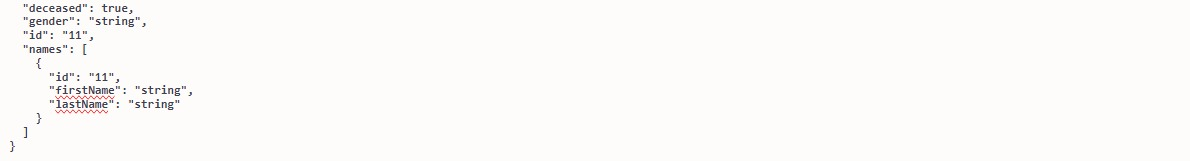 "deceased": true,
"gender": "string",
"id": "11",
"names": [
{
"id": "11",
"firstName": "string",
"lastName": "string"
}
]
}